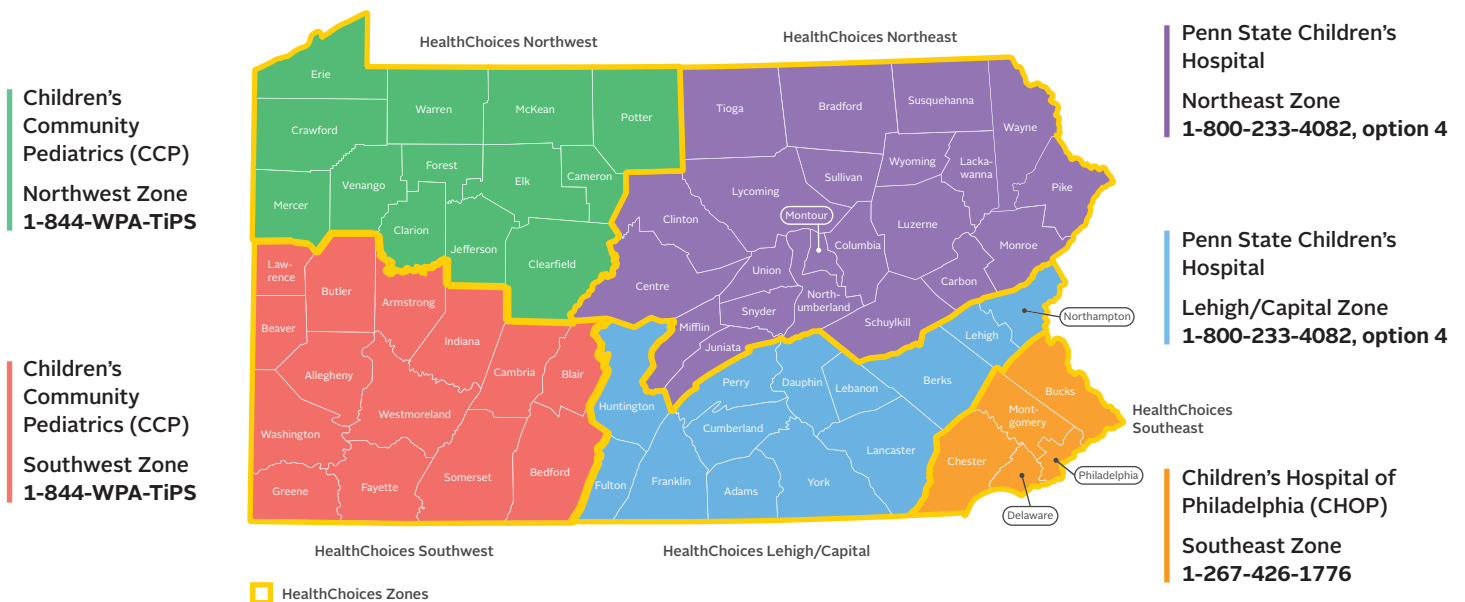 HealthChoices Northwest
HealthChoices Northeast
Children's
Community
Pediatrics (CCP)
Northwest Zone
1-844-WPA-TiPS
Children's
Community
Pediatrics (CCP)
Southwest Zone
1-844-WPA-TiPS
Erie
Crawford
Warren
McKean
Potter
Mercer
Venango
Forest
Elk
Cameron
Clarion
Jefferson
Clearfield
Tioga
Bradford
Susquehanna
Wayne
Wyoming
Lacka-
wanna
Pike
Sullivan
Lycoming
Clinton
Montour
Columbia
Luzerne
Monroe
Centre
Union
Snyder
North-
umberland
Carbon
Schuylkill
Mifflin
Juniata
Law-
rence
Butler
Armstrong
Beaver
Indiana
Allegheny
Cambria
Blair
Westmoreland
Washington
Greene
Fayette
Somerset
Bedford
Huntington
Perry
Dauphin
Lebanon
Berks
Lehigh
Northampton
Cumberland
Lancaster
Fulton
Franklin
Adams
York
Bucks
Mont-
gomery
Chester
Philadelphia
Delaware
HealthChoices
Southeast
HealthChoices Southwest
HealthChoices Lehigh/Capital
HealthChoices Zones
Penn State Children's
Hospital
Northeast Zone
1-800-233-4082, option 4
Penn State Children's
Hospital
Lehigh/Capital Zone
1-800-233-4082, option 4
Children's Hospital of
Philadelphia (CHOP)
Southeast Zone
1-267-426-1776